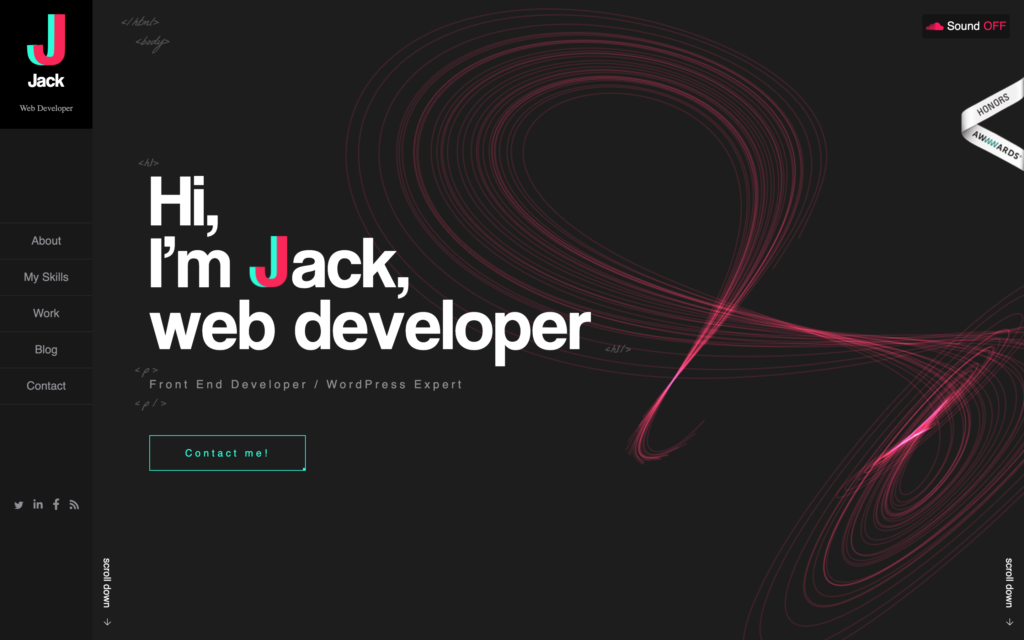 Jack
Web Developer
About
My Skills
Work
Blog
Contact
</html>
<body>
Sound OFF
HONORS
AWWWARDS
<h1>
Hi,
I'm Jack,
web developer
<h1/>
<p>
Front End Developer / WordPress Expert
<p/>
Contact me!
scroll down
scroll down